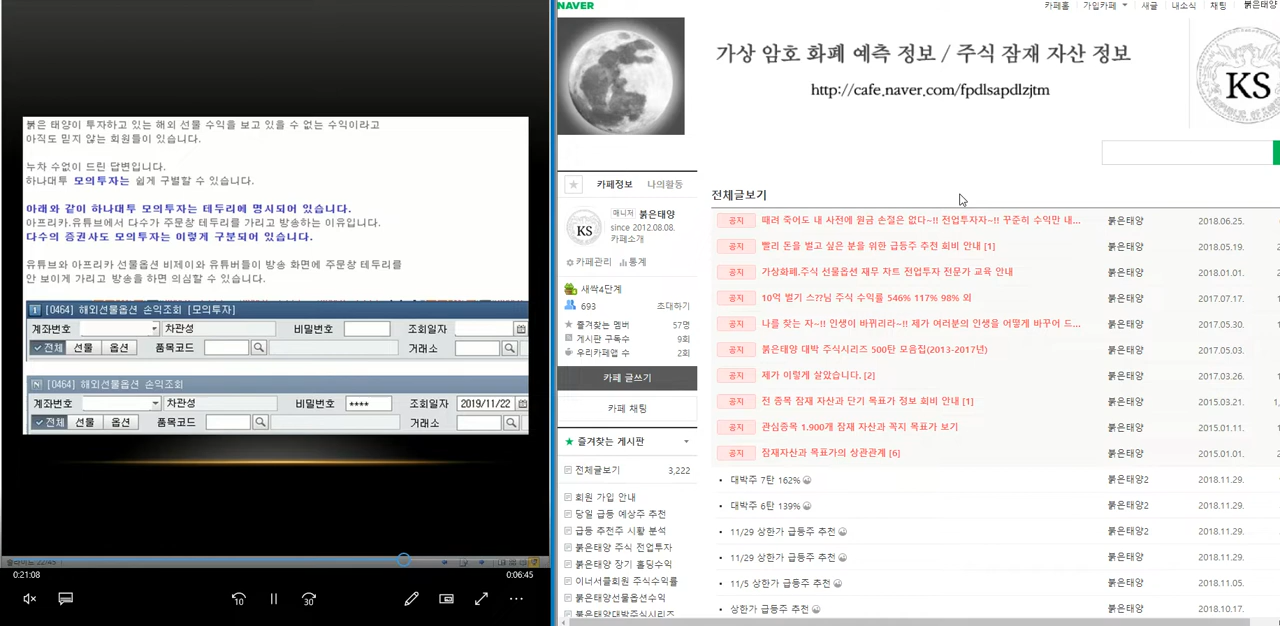 붉은 태양이 투자하고 있는 해외 선물 수익을 보고 있을 수 없는 수익이라고
아직도 믿지 않는 회원들이 있습니다.
누차 수없이 드린 답변입니다.
하나대투 모의투자는 쉽게 구별할 수 있습니다.
아래와 같이 하나대투 모의투자는 테두리에 명시되어 있습니다.
아프리카.유튜브에서 다수가 주문창 테두리를 가리고 방송하는 이유입니다.
다수의 증권사도 모의투자는 이렇게 구분되어 있습니다.
유튜브와 아프리카 선물옵션 비제이와 유튜버들이 방송 화면에 주문창 테두리를
안 보이게 가리고 방송을 하면 의심할 수 있습니다.
[0464] 해외선물옵션 손익조회 [모의투자]
계좌번호 차관성 비밀번호 조회일자
전체 선물 옵션 품목코드 거래소
N [0464] 해외선물옵션 손익조회
계좌번호 차관성 비밀번호 **** 조회일자 2019/11/22
전체 선물 옵션 품목코드 거래소
0:21:08 0:06:45
10 30
NAVER
카페홈 가입카페 새글 내소식 채팅 붉은태양
가상 암호 화폐 예측 정보 / 주식 잠재 자산 정보
http://cafe.naver.com/fpdlsapdlzjtm
KS
카페정보 나의활동
KS
매니저 붉은태양
since 2012.08.08.
카페소개
카페관리 통계
새싹4단계
693 초대하기
즐겨찾는 멤버 57명
게시판 구독수 9회
우리카페앱 수 2회
카페 글쓰기
카페 채팅
즐겨찾는 게시판
전체글보기 3,222
회원 가입 안내
당일 급등 예상주 추천
급등 추천주 시황 분석
붉은태양 주식 전업투자
붉은태양 장기 홀딩수익
이너서클회원 주식수익률
붉은태양선물옵션수익
붉은태양대박주식시리즈
전체글보기
공지 때려 죽어도 내 사전에 원금 손절은 없다~!! 전업투자자~!! 꾸준히 수익만 내... 붉은태양 2018.06.25.
공지 빨리 돈을 벌고 싶은 분을 위한 급등주 추천 회비 안내 [1] 붉은태양 2018.05.19.
공지 가상화폐.주식 선물옵션 재무 차트 전업투자 전문가 교육 안내 붉은태양 2018.01.01.
공지 10억 벌기 스??님 주식 수익률 546% 117% 98% 외 붉은태양 2017.07.17.
공지 나를 찾는 자~!! 인생이 바뀌리라~!! 제가 여러분의 인생을 어떻게 바꾸어 드... 붉은태양 2017.05.30.
공지 붉은태양 대박 주식시리즈 500탄 모음집(2013-2017년) 붉은태양 2017.05.03.
공지 제가 이렇게 살았습니다. [2] 붉은태양 2017.03.26.
공지 전 종목 잠재 자산과 단기 목표가 정보 회비 안내 [1] 붉은태양 2015.03.21.
공지 관심종목 1.900개 잠재 자산과 꼭지 목표가 보기 붉은태양 2015.01.11.
공지 잠재자산과 목표가의 상관관계 [6] 붉은태양 2015.01.01.
대박주 7탄 162% 붉은태양2 2018.11.29.
대박주 6탄 139% 붉은태양2 2018.11.29.
11/29 상한가 급등주 추천 붉은태양2 2018.11.29.
11/29 상한가 급등주 추천 붉은태양 2018.11.29.
11/5 상한가 급등주 추천 붉은태양 2018.11.05.
상한가 급등주 추천 붉은태양 2018.10.17.